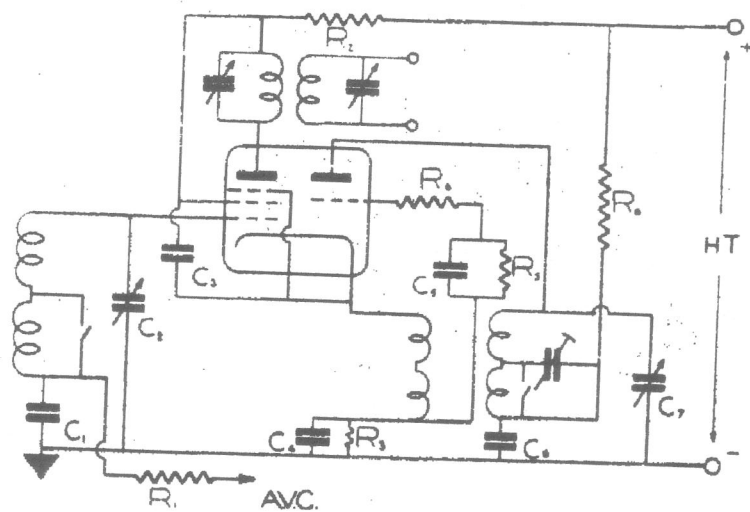 R₂
+
R₄
R₆
HT
C₃
C₅
R₅
C₂
C₇
C₁
C₄
R₃
C₆
−
R₁
A.V.C.